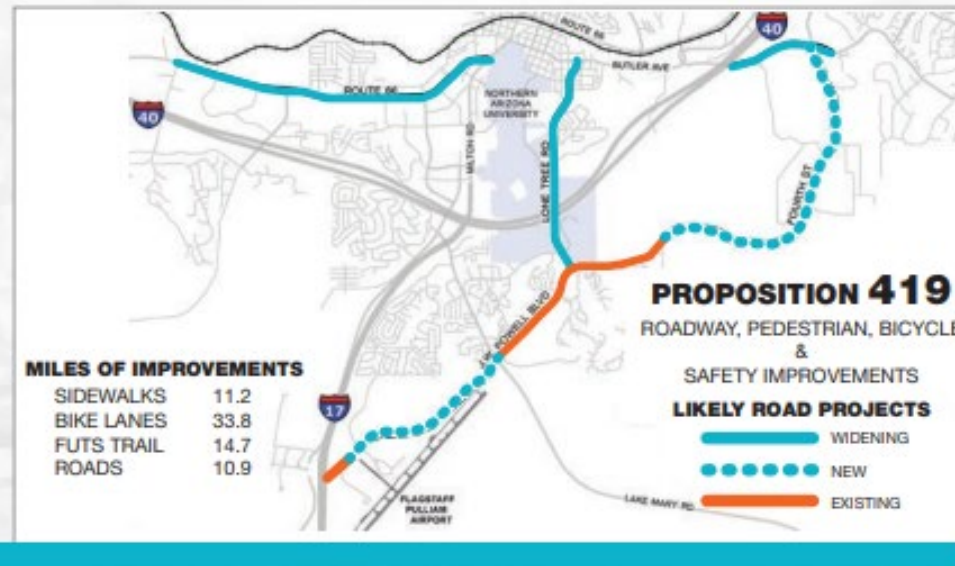 ROUTE 66
40
BUTLER AVE
ROUTE 66
NORTHERN
ARIZONA
UNIVERSITY
40
MILTON RD
LONE TREE RD
FOURTH ST
PROPOSITION 419
ROADWAY, PEDESTRIAN, BICYCLE
&
SAFETY IMPROVEMENTS
J.W. POWELL BLVD
MILES OF IMPROVEMENTS
SIDEWALKS 11.2
BIKE LANES 33.8
FUTS TRAIL 14.7
ROADS 10.9
17
LIKELY ROAD PROJECTS
WIDENING
NEW
EXISTING
FLAGSTAFF
PULLIAM
AIRPORT
LAKE MARY RD